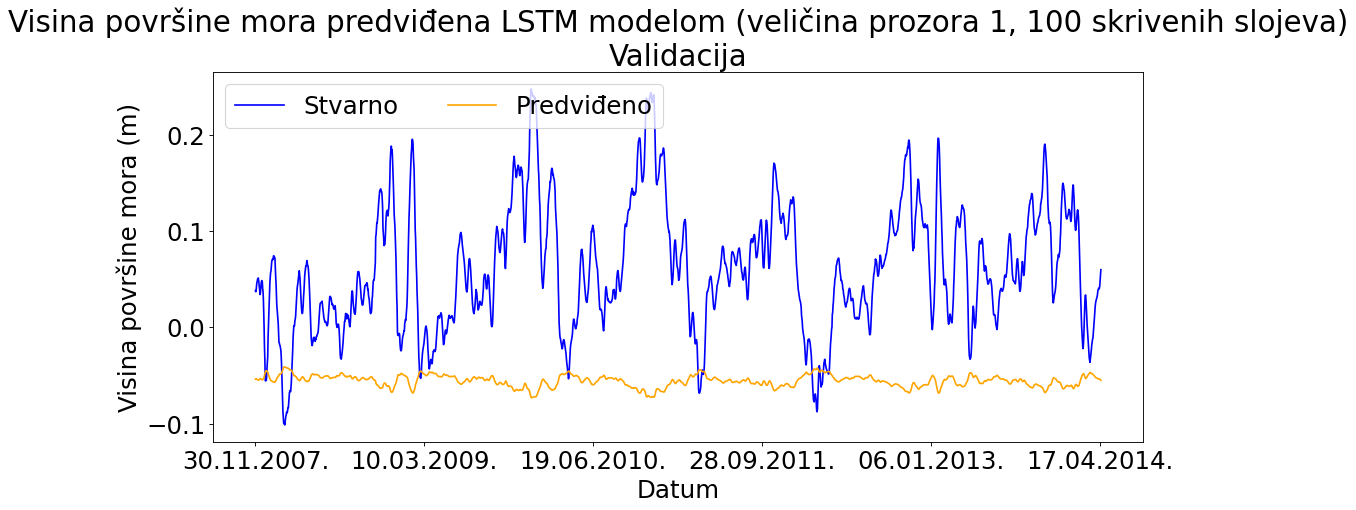 Visina površine mora predviđena LSTM modelom (veličina prozora 1, 100 skrivenih slojeva)
Validacija
Stvarno Predviđeno
Visina površine mora (m)
0.2
0.1
0.0
−0.1
30.11.2007. 10.03.2009. 19.06.2010. 28.09.2011. 06.01.2013. 17.04.2014.
Datum